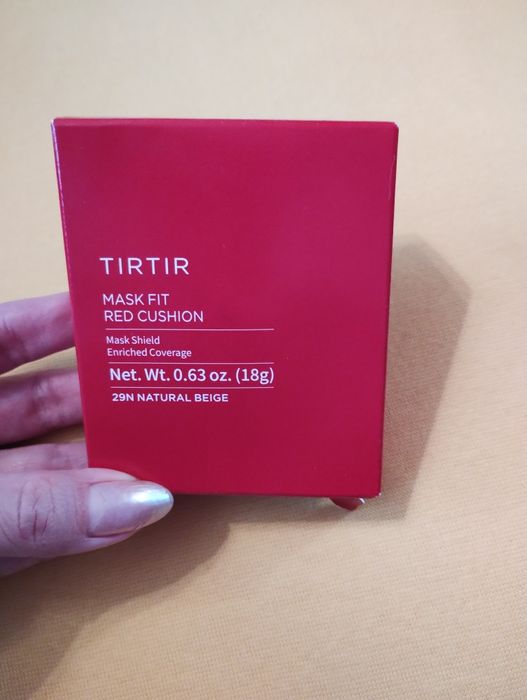 TIRTIR
MASK FIT
RED CUSHION
Mask Shield
Enriched Coverage
Net. Wt. 0.63 oz. (18g)
29N NATURAL BEIGE